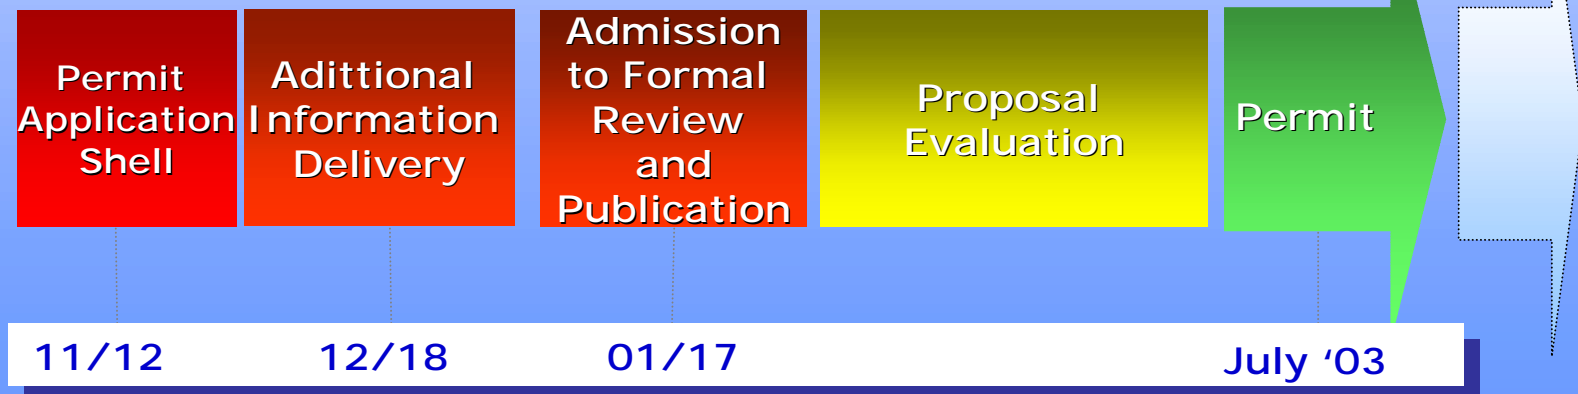 Permit
Application
Shell
Adittional
Information
Delivery
Admission
to Formal
Review
and
Publication
Proposal
Evaluation
Permit
11/12
12/18
01/17
July ‘03